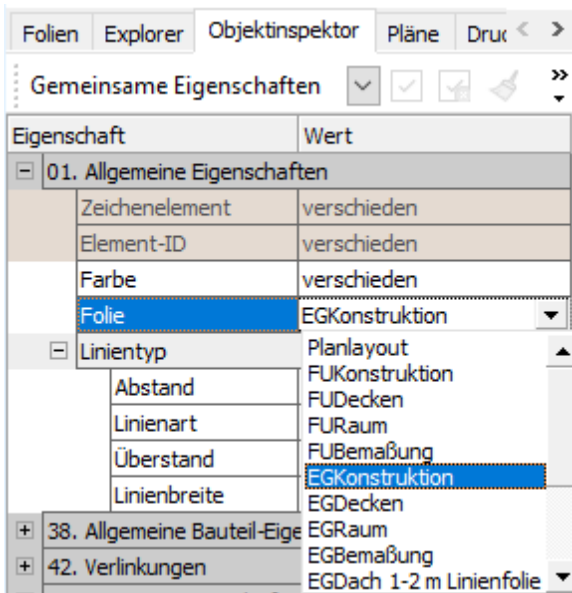 Folien Explorer Objektinspektor Pläne Druc
Gemeinsame Eigenschaften
Eigenschaft Wert
01. Allgemeine Eigenschaften
Zeichenelement verschieden
Element-ID verschieden
Farbe verschieden
Folie EGKonstruktion
Linientyp Planlayout
FUKonstruktion
Abstand FUDecken
Linienart FURaum
FUBemaßung
Überstand EGKonstruktion
Linienbreite EGDecken
38. Allgemeine Bauteil-Eige EGRaum
EGBemaßung
42. Verlinkungen EGDach 1-2 m Linienfolie